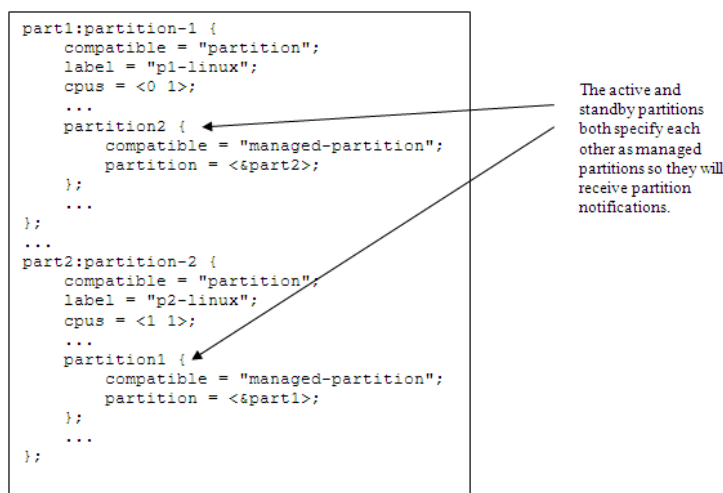 part1:partition-1 {
    compatible = "partition";
    label = "p1-linux";
    cpus = <0 1>;
    ...
    partition2 {
        compatible = "managed-partition";
        partition = <&part2>;
    };
    ...
};
...
part2:partition-2 {
    compatible = "partition";
    label = "p2-linux";
    cpus = <1 1>;
    ...
    partition1 {
        compatible = "managed-partition";
        partition = <&part1>;
    };
    ...
};
The active and
standby partitions
both specify each
other as managed
partitions so they will
receive partition
notifications.